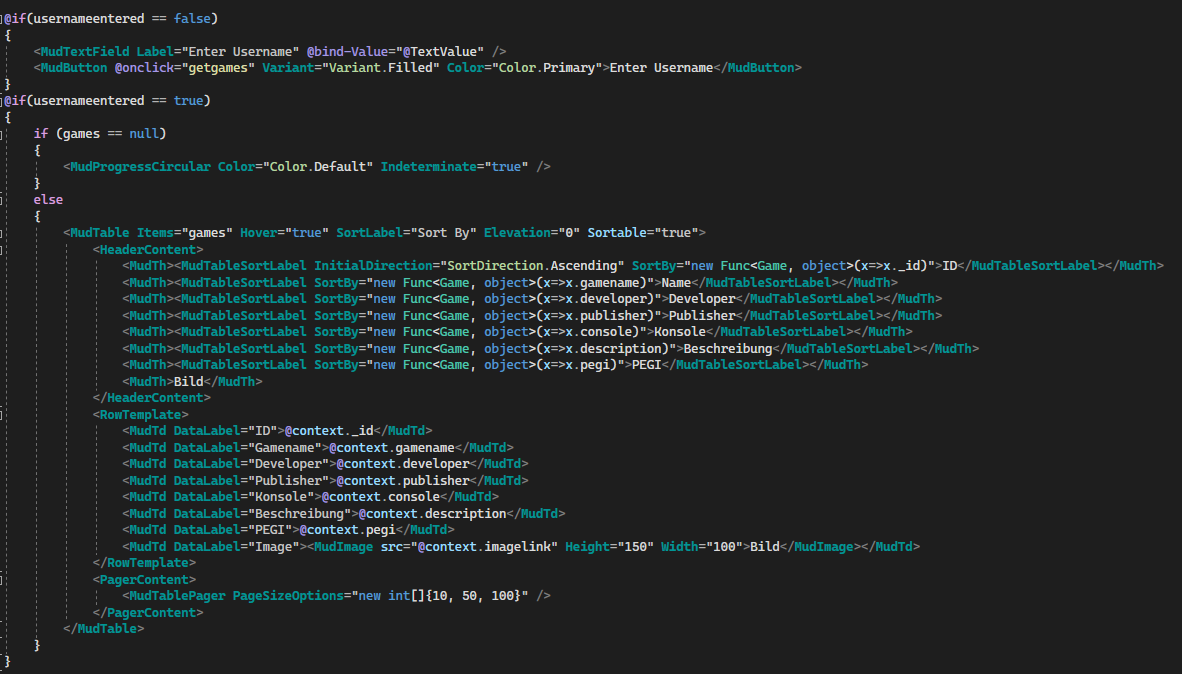 @if(usernameentered == false)
{
    <MudTextField Label="Enter Username" @bind-Value="@TextValue" />
    <MudButton @onclick="getgames" Variant="Variant.Filled" Color="Color.Primary">Enter Username</MudButton>
}
@if(usernameentered == true)
{
    if (games == null)
    {
        <MudProgressCircular Color="Color.Default" Indeterminate="true" />
    }
    else
    {
        <MudTable Items="games" Hover="true" SortLabel="Sort By" Elevation="0" Sortable="true">
            <HeaderContent>
                <MudTh><MudTableSortLabel InitialDirection="SortDirection.Ascending" SortBy="new Func<Game, object>(x=>x._id)">ID</MudTableSortLabel></MudTh>
                <MudTh><MudTableSortLabel SortBy="new Func<Game, object>(x=>x.gamename)">Name</MudTableSortLabel></MudTh>
                <MudTh><MudTableSortLabel SortBy="new Func<Game, object>(x=>x.developer)">Developer</MudTableSortLabel></MudTh>
                <MudTh><MudTableSortLabel SortBy="new Func<Game, object>(x=>x.publisher)">Publisher</MudTableSortLabel></MudTh>
                <MudTh><MudTableSortLabel SortBy="new Func<Game, object>(x=>x.console)">Konsole</MudTableSortLabel></MudTh>
                <MudTh><MudTableSortLabel SortBy="new Func<Game, object>(x=>x.description)">Beschreibung</MudTableSortLabel></MudTh>
                <MudTh><MudTableSortLabel SortBy="new Func<Game, object>(x=>x.pegi)">PEGI</MudTableSortLabel></MudTh>
                <MudTh>Bild</MudTh>
            </HeaderContent>
            <RowTemplate>
                <MudTd DataLabel="ID">@context._id</MudTd>
                <MudTd DataLabel="Gamename">@context.gamename</MudTd>
                <MudTd DataLabel="Developer">@context.developer</MudTd>
                <MudTd DataLabel="Publisher">@context.publisher</MudTd>
                <MudTd DataLabel="Konsole">@context.console</MudTd>
                <MudTd DataLabel="Beschreibung">@context.description</MudTd>
                <MudTd DataLabel="PEGI">@context.pegi</MudTd>
                <MudTd DataLabel="Image"><MudImage src="@context.imagelink" Height="150" Width="100">Bild</MudImage></MudTd>
            </RowTemplate>
            <PagerContent>
                <MudTablePager PageSizeOptions="new int[]{10, 50, 100}" />
            </PagerContent>
        </MudTable>
    }
}